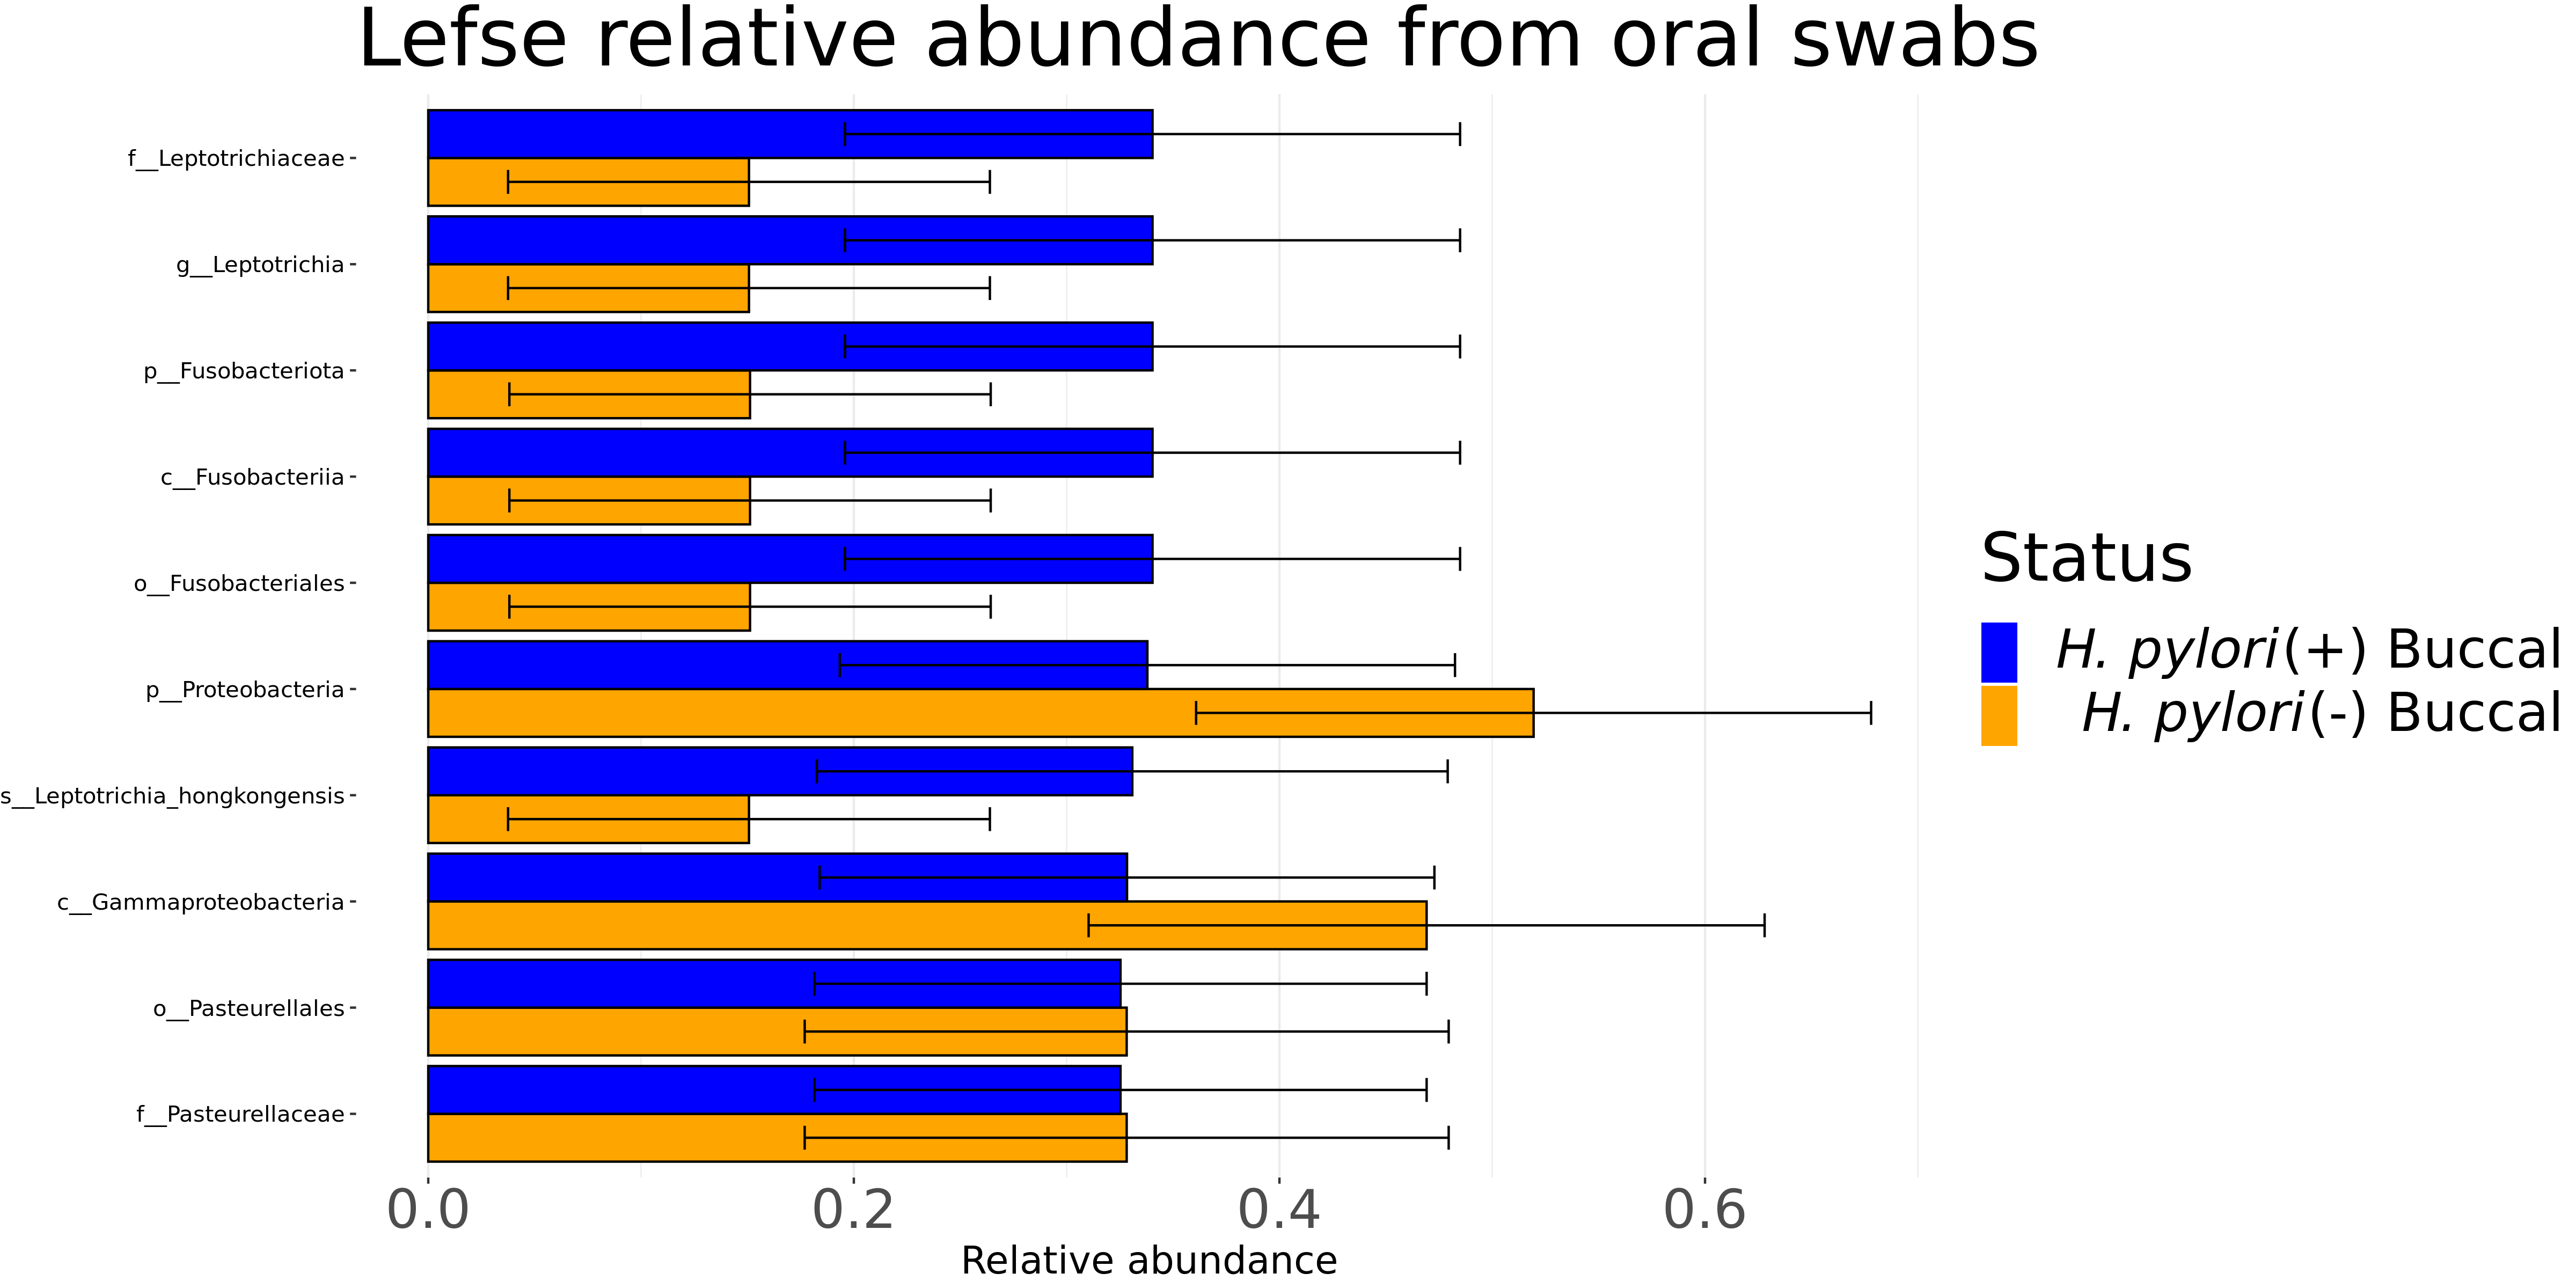 Lefse relative abundance from oral swabs
f__Leptotrichiaceae
g__Leptotrichia
p__Fusobacteriota
c__Fusobacteriia
o__Fusobacteriales
p__Proteobacteria
s__Leptotrichia_hongkongensis
c__Gammaproteobacteria
o__Pasteurellales
f__Pasteurellaceae
0.0 0.2 0.4 0.6
Relative abundance
Status
H. pylori(+) Buccal
H. pylori(-) Buccal